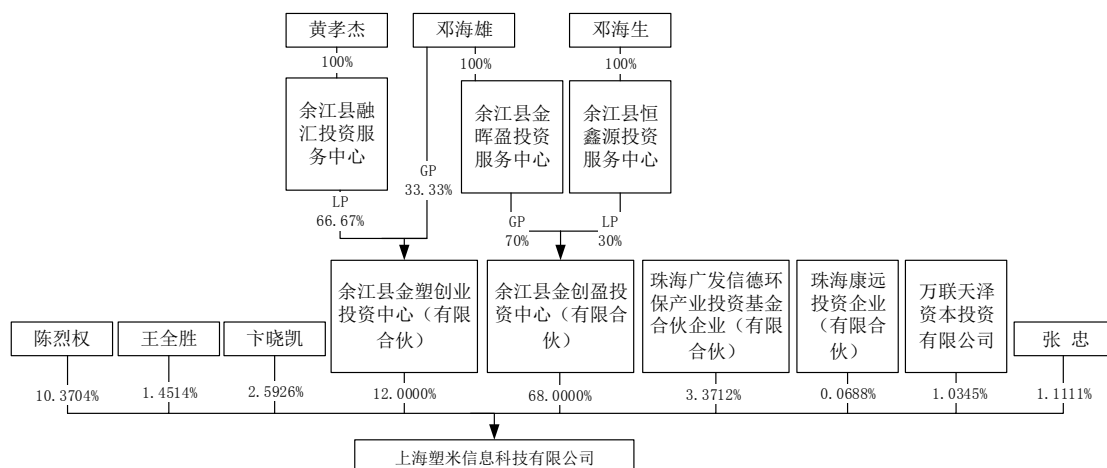 黄孝杰
邓海雄
邓海生
100%
100%
100%
余江县融
汇投资服
务中心
余江县金
晖盈投资
服务中心
余江县恒
鑫源投资
服务中心
GP
33.33%
LP
66.67%
GP
70%
LP
30%
余江县金塑创业
投资中心（有限
合伙）
余江县金创盈投
资中心（有限合
伙）
珠海广发信德环
保产业投资基金
合伙企业（有限
合伙）
珠海康远
投资企业
（有限合
伙）
万联天泽
资本投资
有限公司
陈烈权
王全胜
卞晓凯
张 忠
10.3704%
1.4514%
2.5926%
12.0000%
68.0000%
3.3712%
0.0688%
1.0345%
1.1111%
上海塑米信息科技有限公司